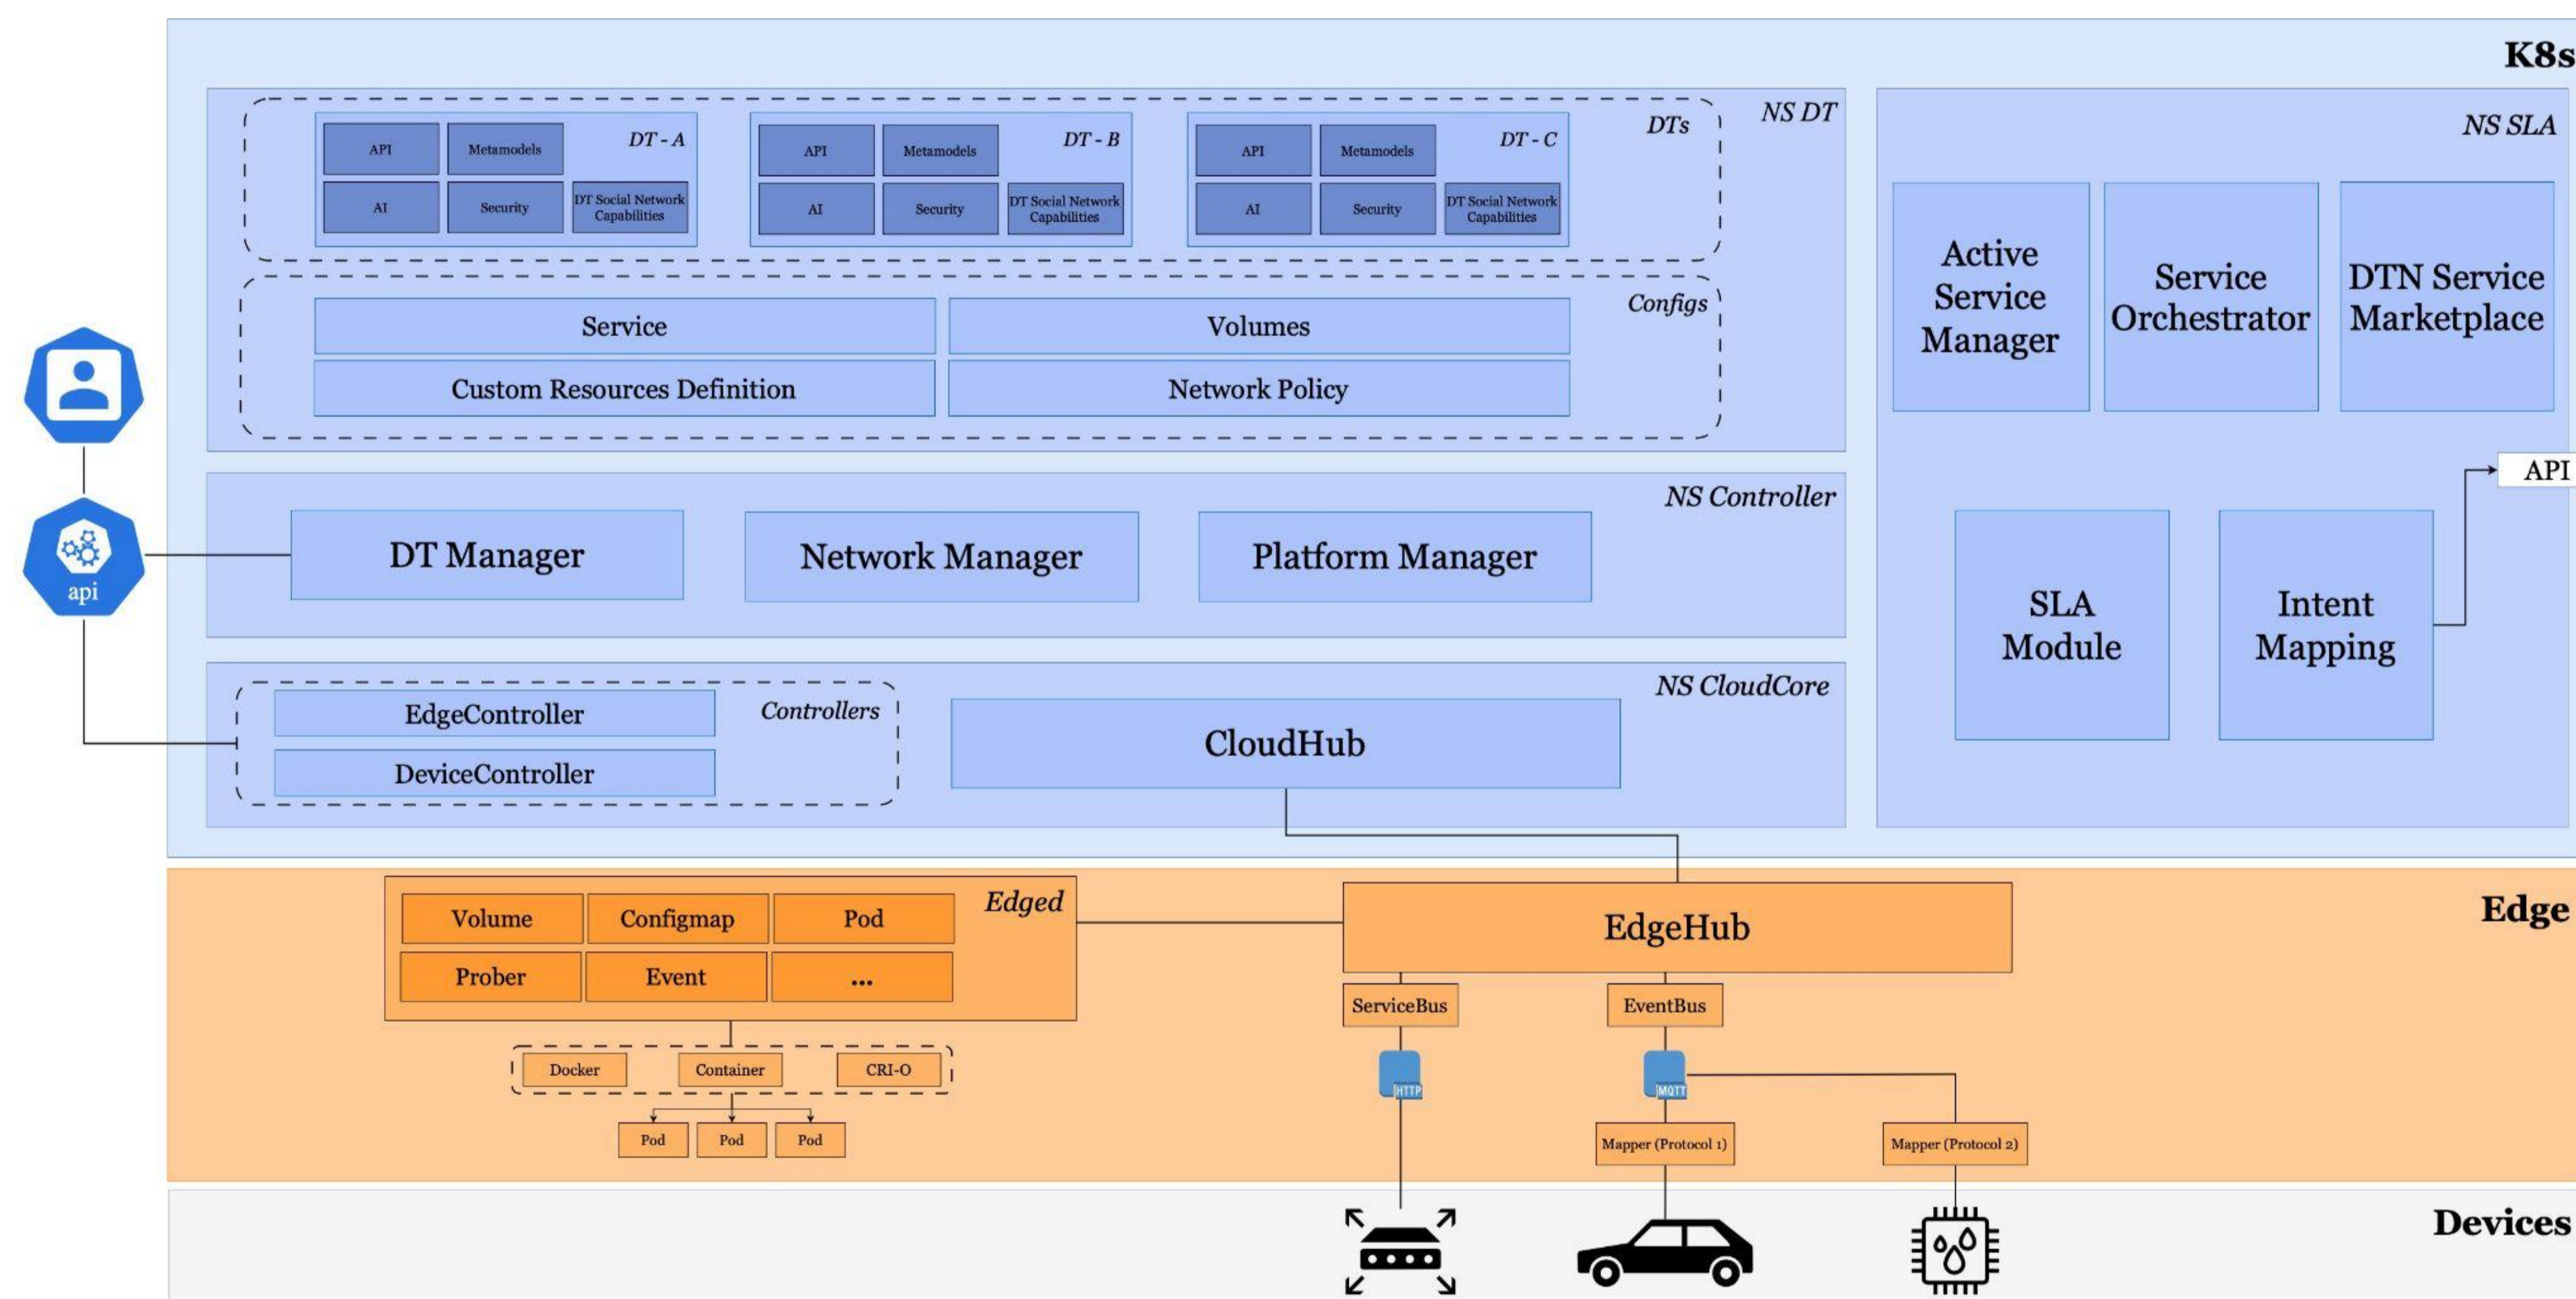 K8s
NS DT
DTs
DT - A
API
Metamodels
AI
Security
DT Social Network
Capabilities
DT - B
API
Metamodels
AI
Security
DT Social Network
Capabilities
DT - C
API
Metamodels
AI
Security
DT Social Network
Capabilities
Configs
Service
Volumes
Custom Resources Definition
Network Policy
NS SLA
Active
Service
Manager
Service
Orchestrator
DTN Service
Marketplace
API
SLA
Module
Intent
Mapping
api
NS Controller
DT Manager
Network Manager
Platform Manager
NS CloudCore
Controllers
EdgeController
DeviceController
CloudHub
Edge
Edged
Volume
Configmap
Pod
Prober
Event
...
EdgeHub
ServiceBus
EventBus
Docker
Container
CRI-O
HTTP
MQTT
Pod
Pod
Pod
Mapper (Protocol 1)
Mapper (Protocol 2)
Devices